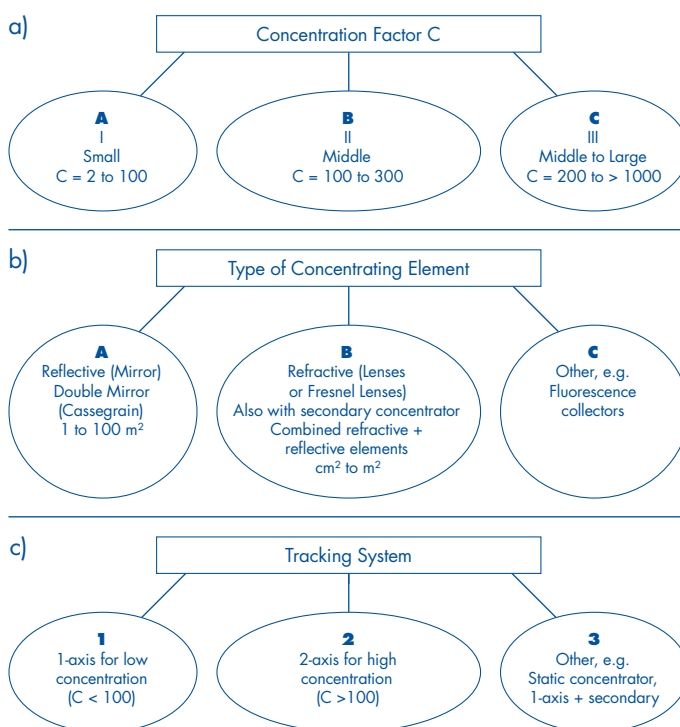 a)
Concentration Factor C
A
I
Small
C = 2 to 100
B
II
Middle
C = 100 to 300
C
III
Middle to Large
C = 200 to > 1000
b)
Type of Concentrating Element
A
Reflective (Mirror)
Double Mirror
(Cassegrain)
1 to 100 m²
B
Refractive (Lenses
or Fresnel Lenses)
Also with secondary concentrator
Combined refractive +
reflective elements
cm² to m²
C
Other, e.g.
Fluorescence
collectors
c)
Tracking System
1
1-axis for low
concentration
(C < 100)
2
2-axis for high
concentration
(C >100)
3
Other, e.g.
Static concentrator,
1-axis + secondary